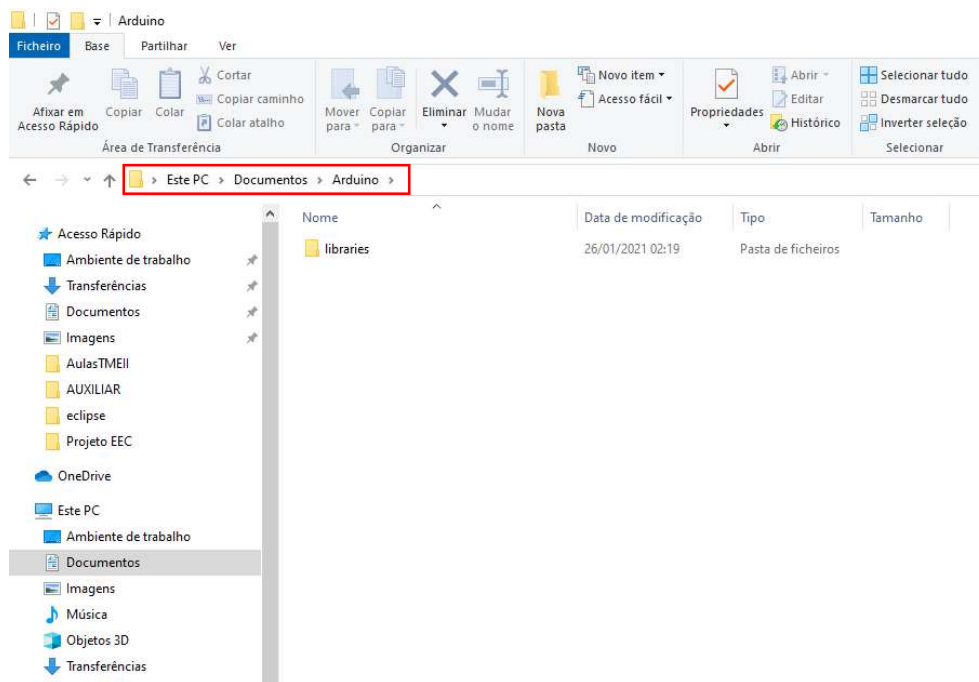 Arduino
Ficheiro Base Partilhar Ver
Afixar em Acesso Rápido
Copiar
Colar
Cortar
Copiar caminho
Colar atalho
Área de Transferência
Mover para
Copiar para
Eliminar
Mudar o nome
Organizar
Nova pasta
Novo item
Acesso fácil
Novo
Propriedades
Abrir
Editar
Histórico
Abrir
Selecionar tudo
Desmarcar tudo
Inverter seleção
Selecionar
Este PC > Documentos > Arduino >
Nome Data de modificação Tipo Tamanho
libraries 26/01/2021 02:19 Pasta de ficheiros
Acesso Rápido
Ambiente de trabalho
Transferências
Documentos
Imagens
AulasTMEII
AUXILIAR
eclipse
Projeto EEC
OneDrive
Este PC
Ambiente de trabalho
Documentos
Imagens
Música
Objetos 3D
Transferências